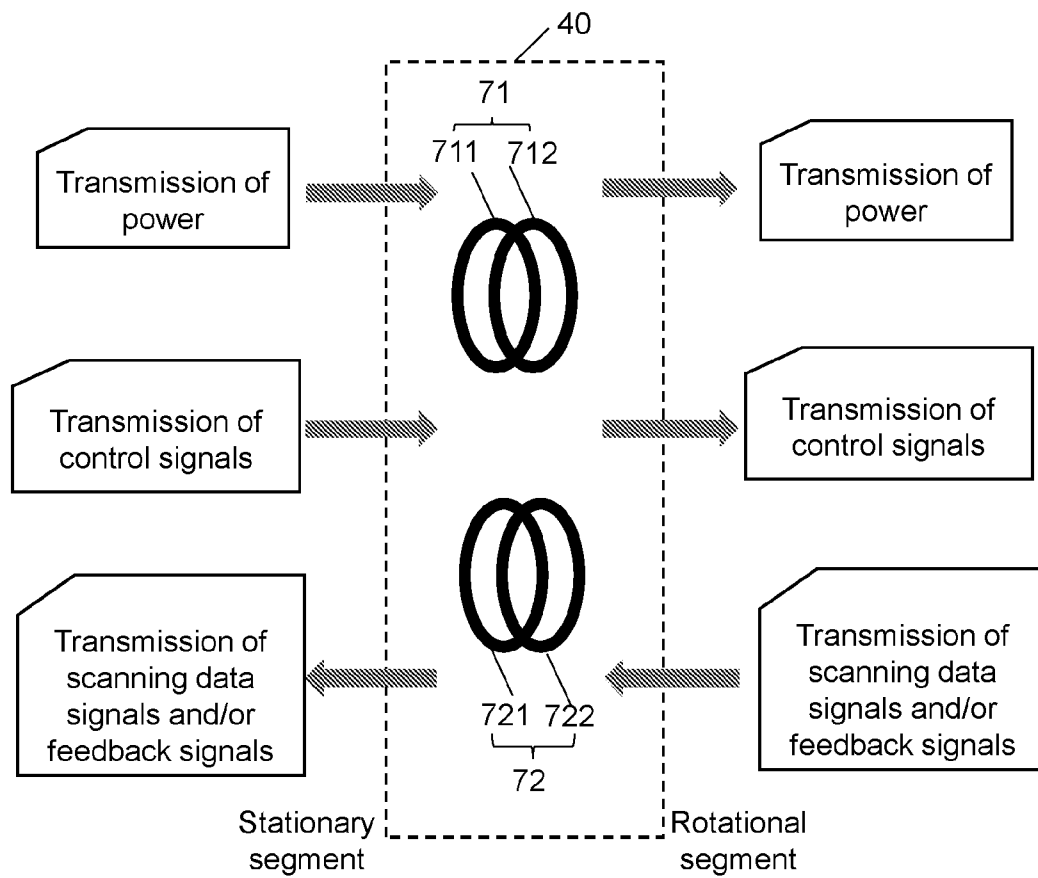 40
71
711 712
Transmission of
power
Transmission of
power
Transmission of
control signals
Transmission of
control signals
Transmission of
scanning data
signals and/or
feedback signals
Transmission of
scanning data
signals and/or
feedback signals
721 722
72
Stationary
segment
Rotational
segment